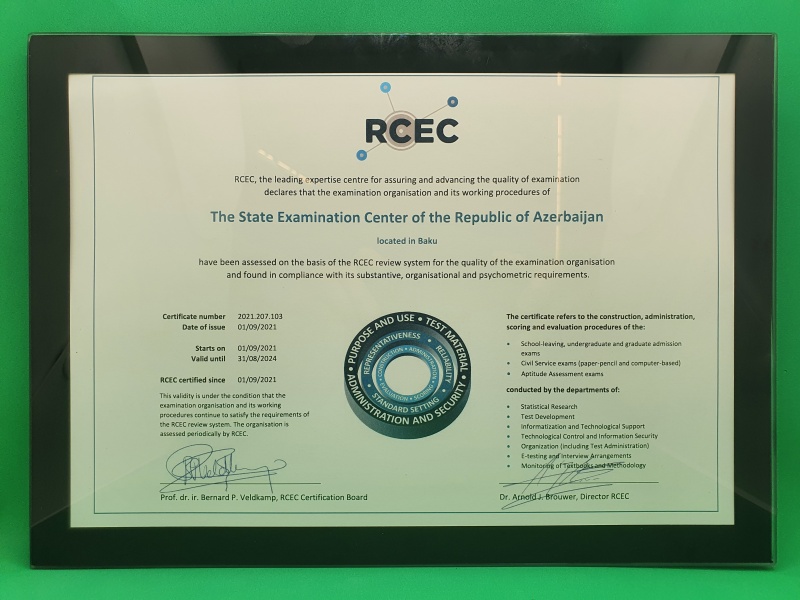 RCEC
RCEC, the leading expertise centre for assuring and advancing the quality of examination
declares that the examination organisation and its working procedures of
The State Examination Center of the Republic of Azerbaijan
located in Baku
have been assessed on the basis of the RCEC review system for the quality of the examination organisation
and found in compliance with its substantive, organisational and psychometric requirements.
Certificate number 2021.207.103
Date of issue 01/09/2021
Starts on 01/09/2021
Valid until 31/08/2024
RCEC certified since 01/09/2021
This validity is under the condition that the
examination organisation and its working
procedures continue to satisfy the requirements of
the RCEC review system. The organisation is
assessed periodically by RCEC.
Prof. dr. ir. Bernard P. Veldkamp, RCEC Certification Board
PURPOSE AND USE • TEST MATERIAL •
ADMINISTRATION AND SECURITY •
REPRESENTATIVENESS • RELIABILITY •
STANDARD SETTING •
CONSTRUCTION • ADMINISTRATION •
SCORING • EVALUATION •
The certificate refers to the construction, administration,
scoring and evaluation procedures of the:
• School-leaving, undergraduate and graduate admission
exams
• Civil Service exams (paper-pencil and computer-based)
• Aptitude Assessment exams
conducted by the departments of:
• Statistical Research
• Test Development
• Informatization and Technological Support
• Technological Control and Information Security
• Organization (including Test Administration)
• E-testing and Interview Arrangements
• Monitoring of Textbooks and Methodology
Dr. Arnold J. Brouwer, Director RCEC